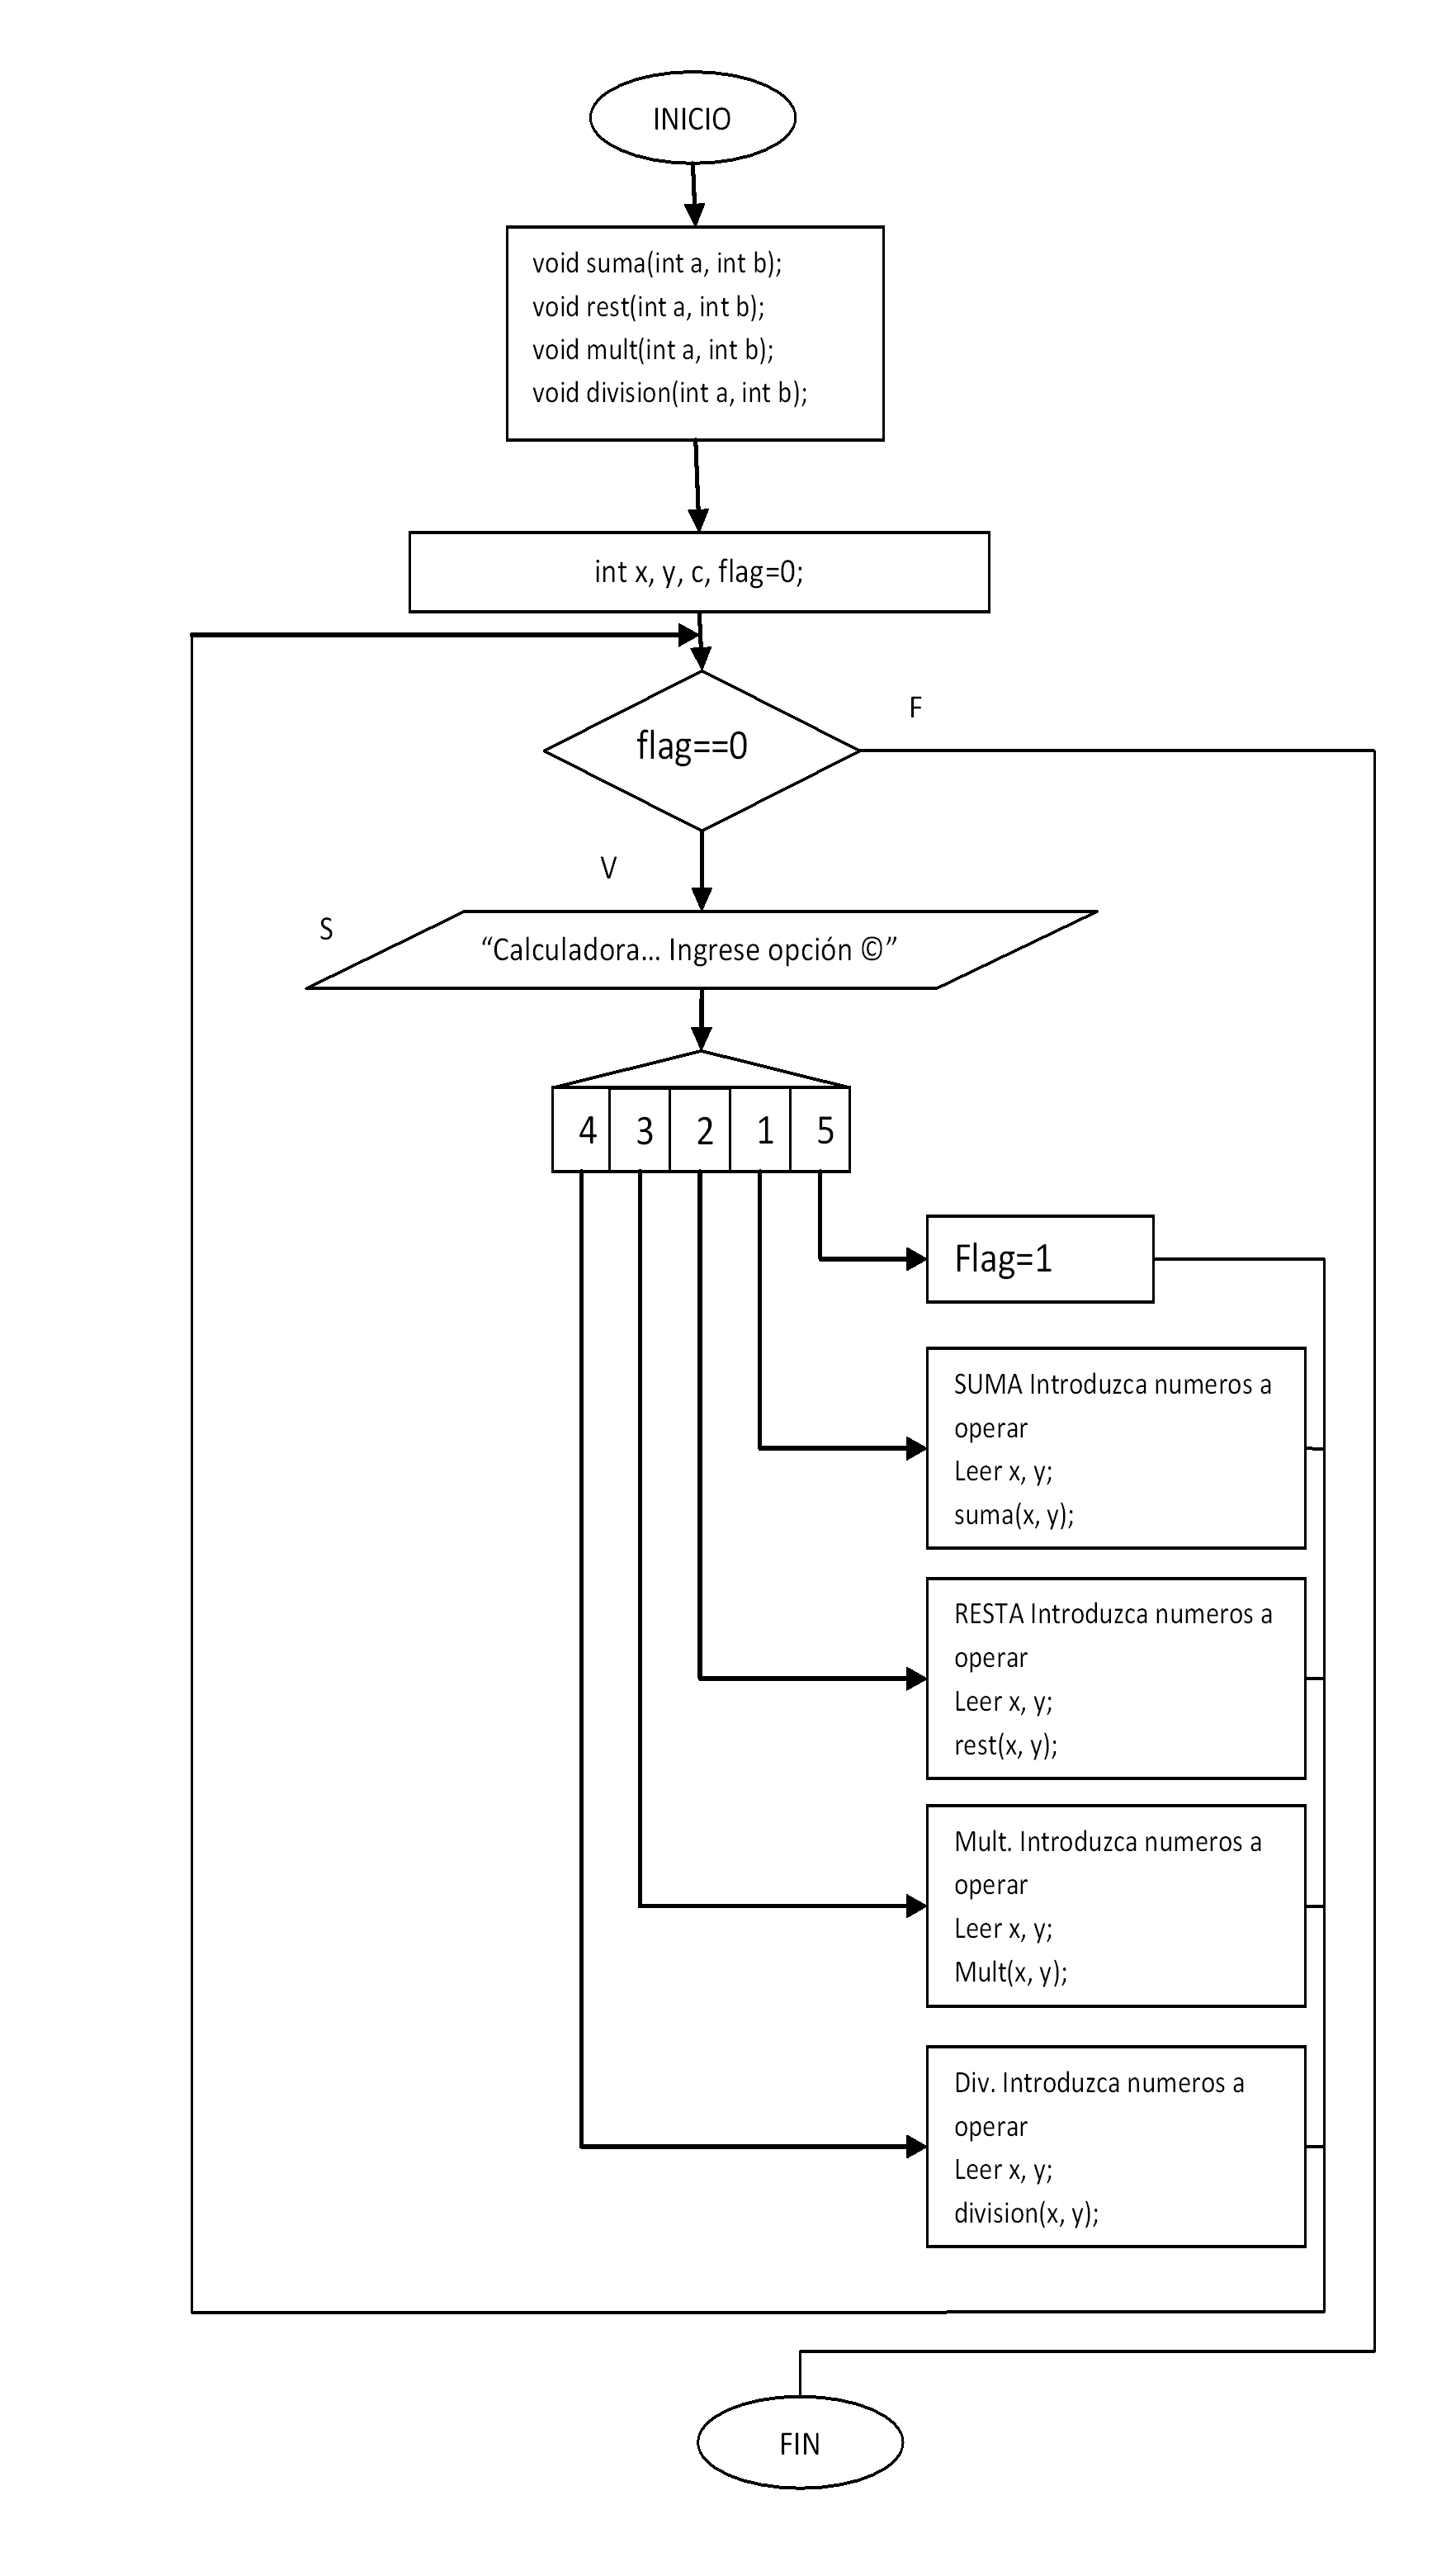 INICIO
void suma(int a, int b);
void rest(int a, int b);
void mult(int a, int b);
void division(int a, int b);
int x, y, c, flag=0;
flag==0
F
V
S
“Calculadora... Ingrese opción ©”
4 3 2 1 5
Flag=1
SUMA Introduzca numeros a
operar
Leer x, y;
suma(x, y);
RESTA Introduzca numeros a
operar
Leer x, y;
rest(x, y);
Mult. Introduzca numeros a
operar
Leer x, y;
Mult(x, y);
Div. Introduzca numeros a
operar
Leer x, y;
division(x, y);
FIN